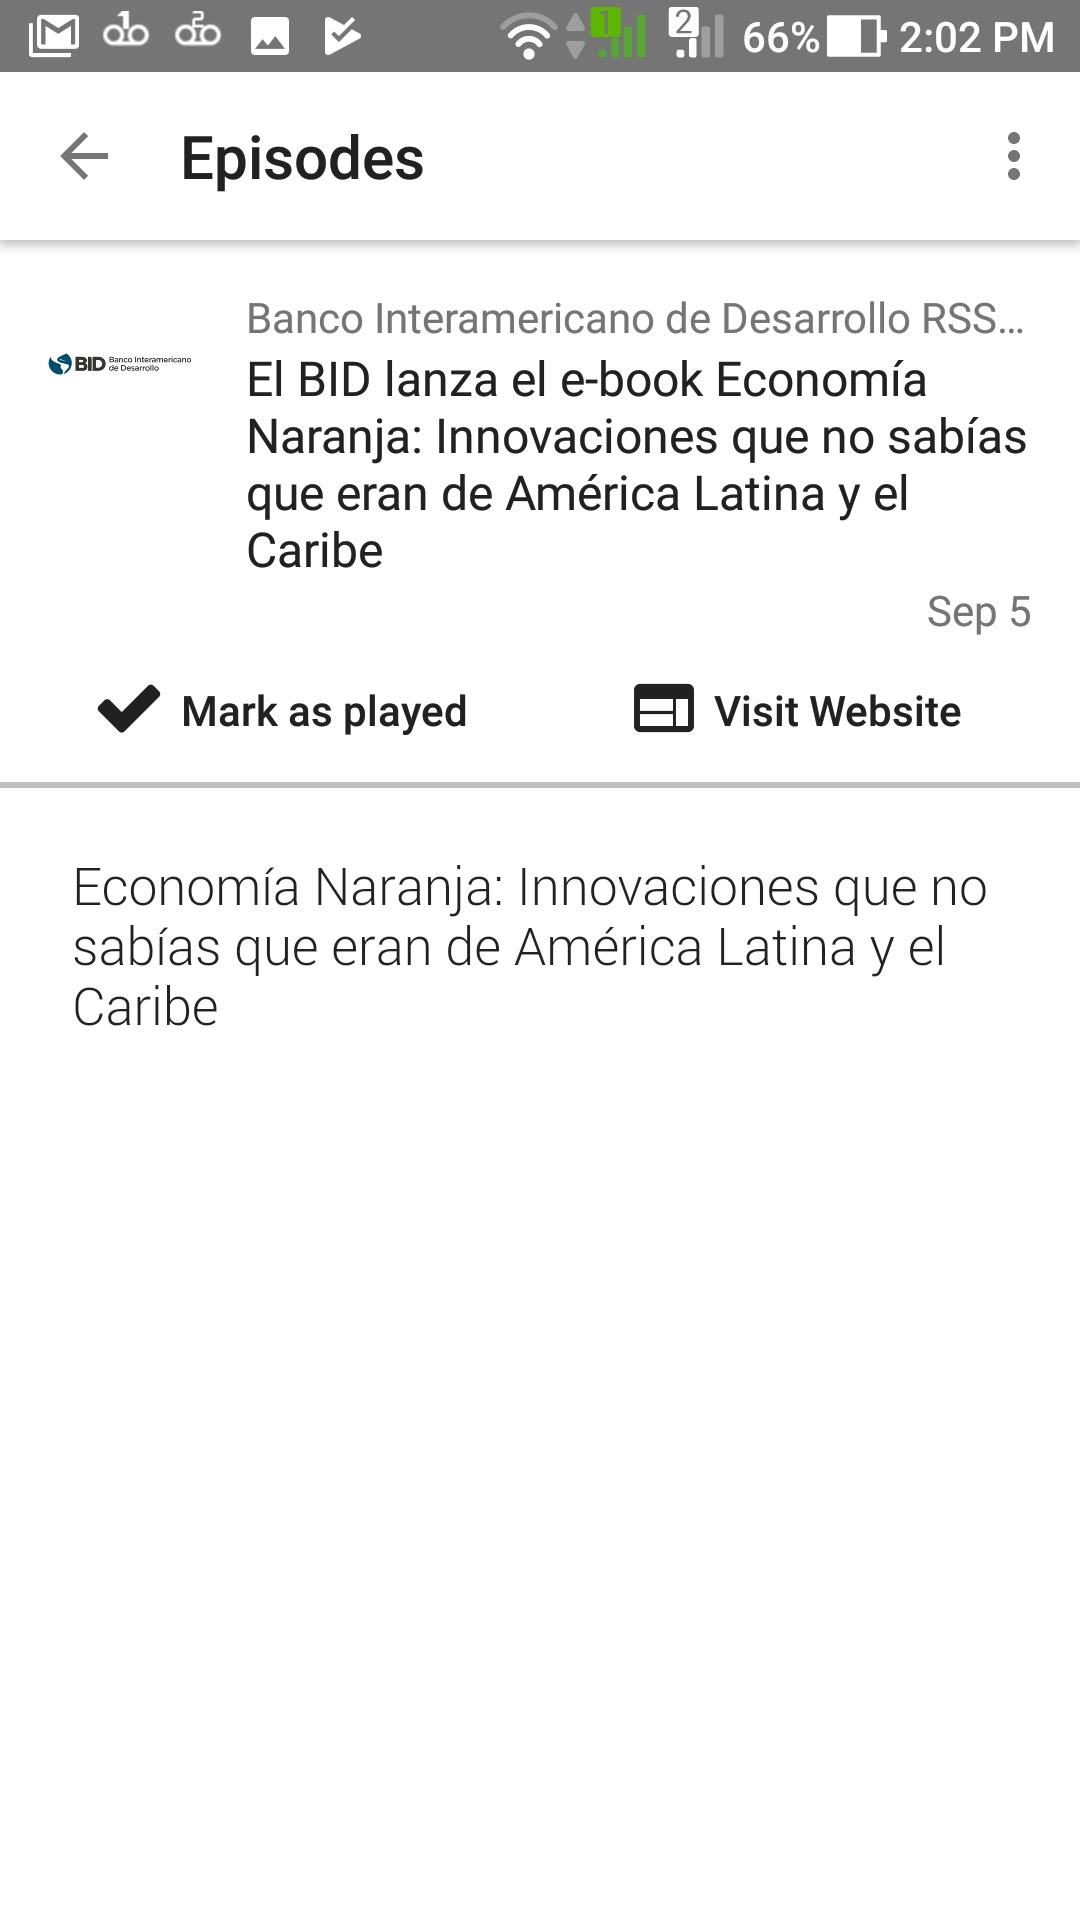 1 2 66% 2:02 PM
Episodes
Banco Interamericano de Desarrollo RSS...
BID Banco Interamericano
de Desarrollo
El BID lanza el e-book Economía
Naranja: Innovaciones que no sabías
que eran de América Latina y el
Caribe
Sep 5
Mark as played
Visit Website
Economía Naranja: Innovaciones que no
sabías que eran de América Latina y el
Caribe